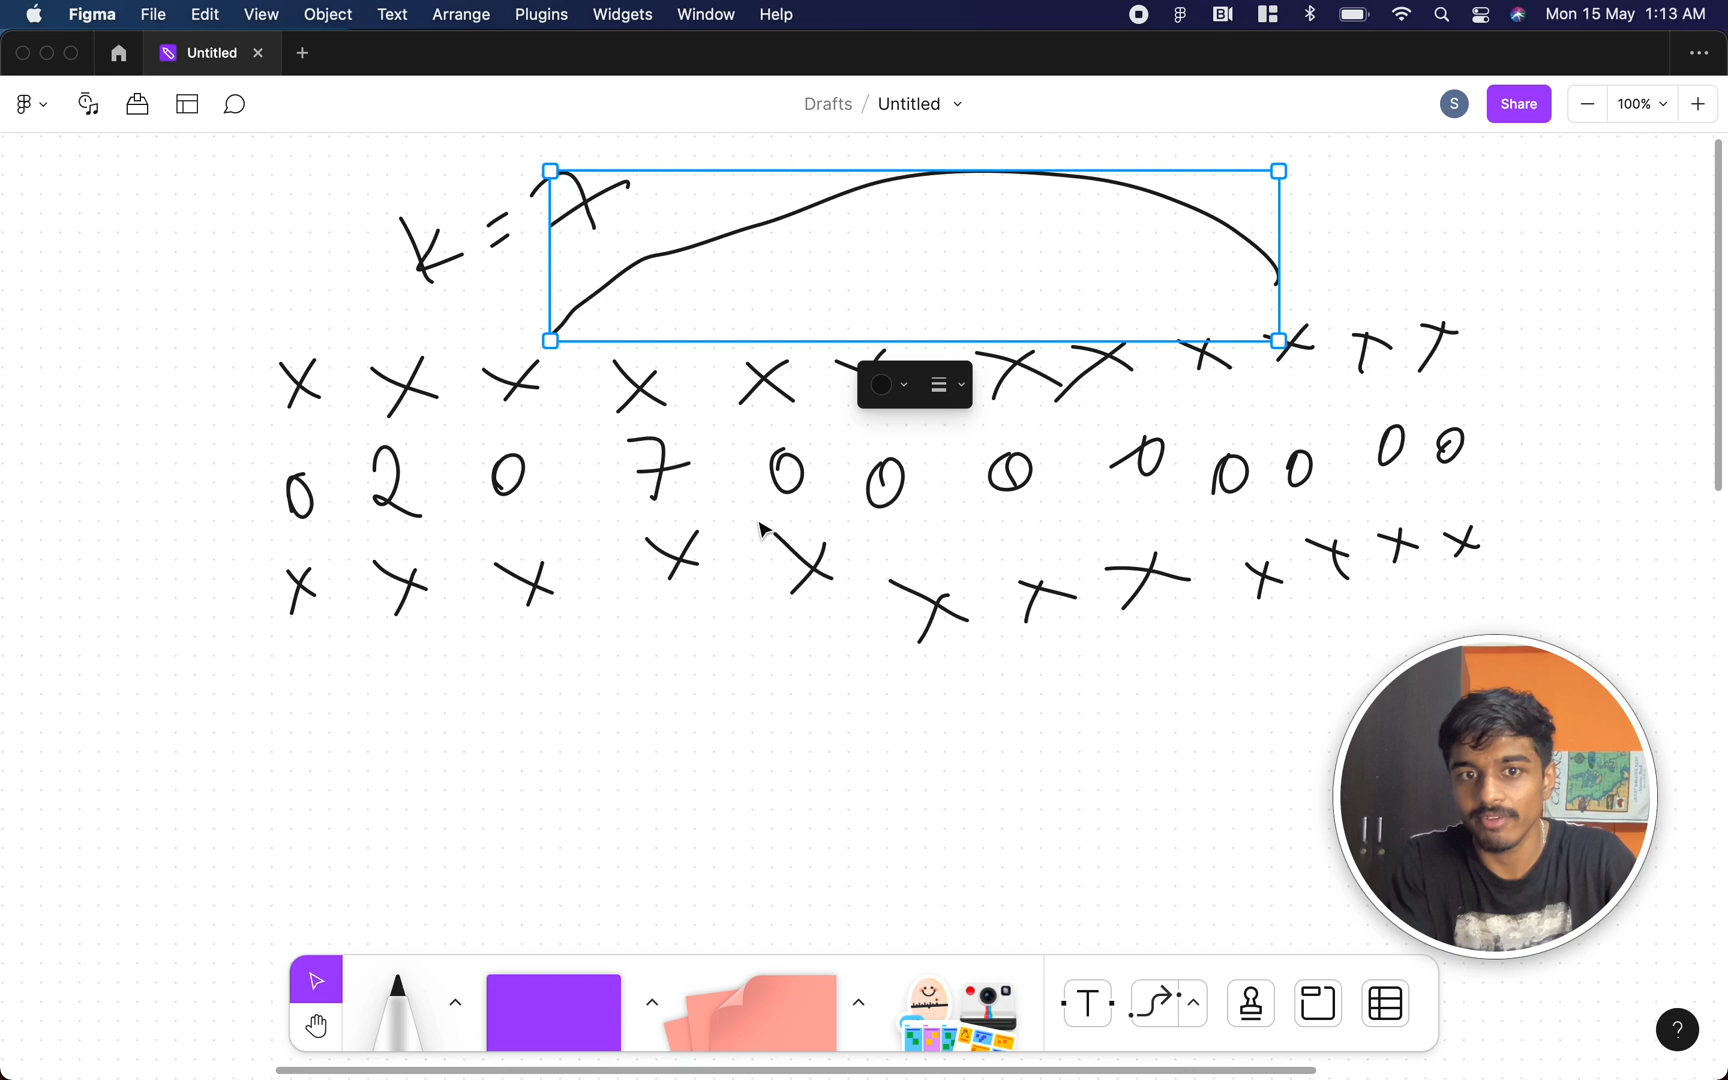 Figma File Edit View Object Text Arrange Plugins Widgets Window Help Mon 15 May 1:13 AM
Untitled
Drafts / Untitled S Share 100%
k = 7
x x x x x x x x x x x x
0 2 0 7 0 0 0 0 0 0 0 0
x x x x x x x x x x x x
T
?